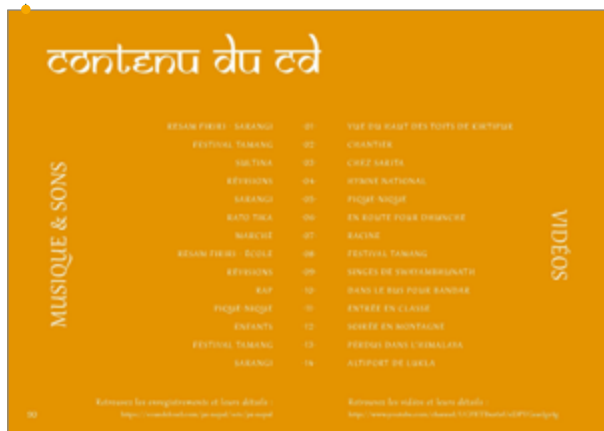 contenu du cd
MUSIQUE & SONS
RÉSAM FIRIRI - SARANGI 01 VUE DU HAUT DES TOITS DE KIRTIPUR
FESTIVAL TAMANG 02 CHANTIER
SULTINA 03 CHEZ SARITA
RÉVISIONS 04 HYMNE NATIONAL
SARANGI 05 PIQUE-NIQUE
RATO TIKA 06 EN ROUTE POUR DHUNCHE
MARCHÉ 07 RACINE
RÉSAM FIRIRI - ÉCOLE 08 FESTIVAL TAMANG
RÉVISIONS 09 SINGES DE SWAYAMBHUNATH
RAP 10 DANS LE BUS POUR BANDAR
PIQUE-NIQUE 11 ENTRÉE EN CLASSE
ENFANTS 12 SOIRÉE EN MONTAGNE
FESTIVAL TAMANG 13 PERDUS DANS L'HIMALAYA
SARANGI 14 ALTIPORT DE LUKLA
VIDÉOS
Retrouvez les enregistrements et leurs détails :
Retrouvez les vidéos et leurs détails :